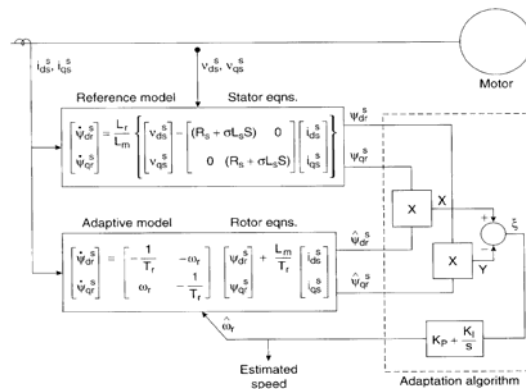 i_ds^s, i_qs^s
v_ds^s, v_qs^s
Motor
Reference model Stator eqns.
[ψ̇_dr^s ψ̇_qr^s] = L_r/L_m { [v_ds^s v_qs^s] − [(R_s + σL_sS) 0 0 (R_s + σL_sS)] [i_ds^s i_qs^s] }
ψ_dr^s
ψ_qr^s
X
X
+
ξ
Adaptive model Rotor eqns.
[ψ̇_dr^s ψ̇_qr^s] = [−1/T_r −ω_r ω_r −1/T_r] [ψ_dr^s ψ_qr^s] + L_m/T_r [i_ds^s i_qs^s]
ψ̂_dr^s
ψ̂_qr^s
X
Y
−
ω̂_r
K_P + K_I/s
Estimated
speed
Adaptation algorithm